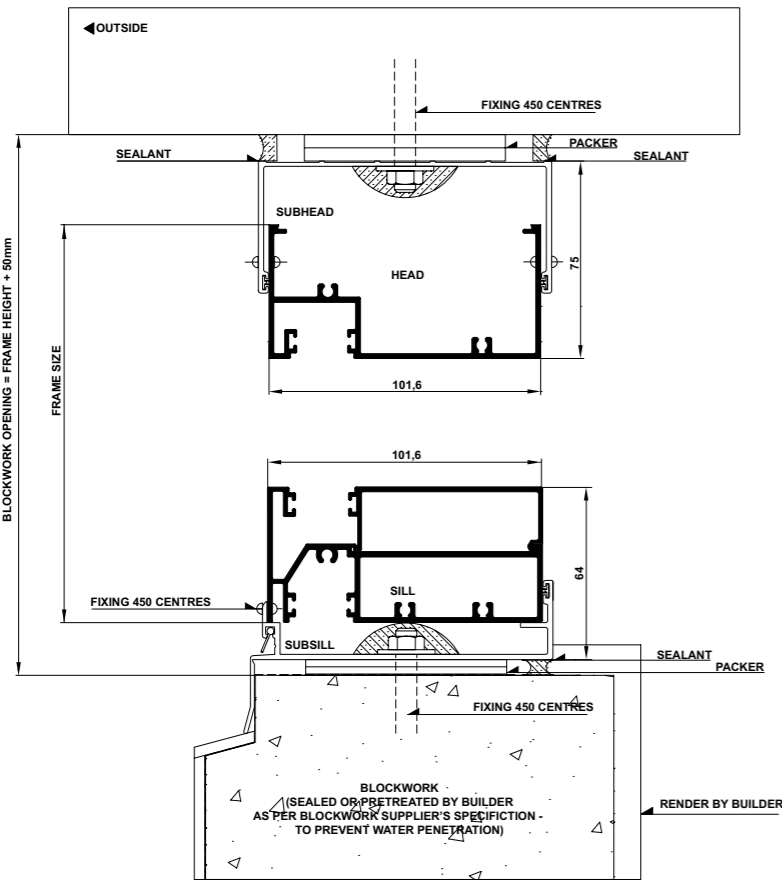 OUTSIDE
FIXING 450 CENTRES
PACKER
SEALANT
SEALANT
SUBHEAD
HEAD
75
BLOCKWORK OPENING = FRAME HEIGHT + 50mm
FRAME SIZE
101,6
101,6
64
SILL
FIXING 450 CENTRES
SUBSILL
SEALANT
PACKER
FIXING 450 CENTRES
BLOCKWORK
(SEALED OR PRETREATED BY BUILDER
AS PER BLOCKWORK SUPPLIER'S SPECIFICTION -
TO PREVENT WATER PENETRATION)
RENDER BY BUILDER